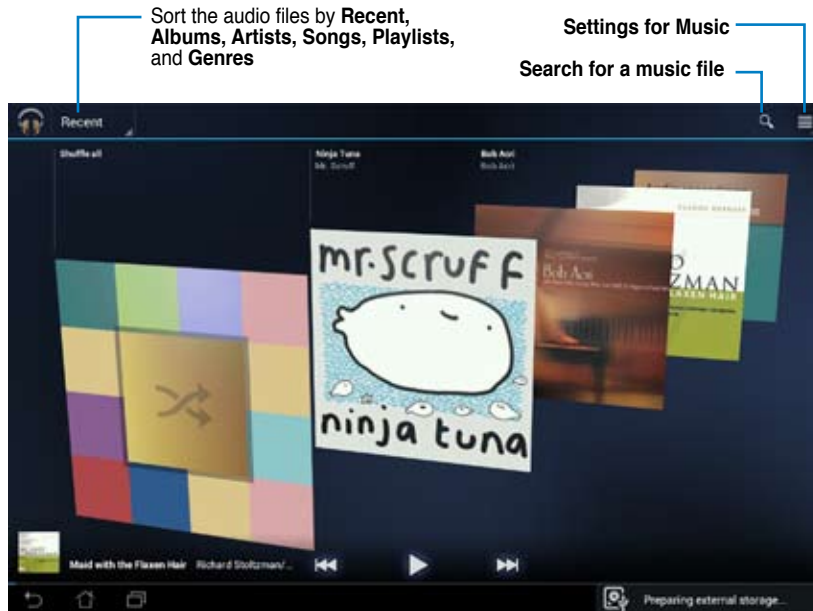 Sort the audio files by Recent,
Albums, Artists, Songs, Playlists,
and Genres
Settings for Music
Search for a music file
Recent
Shuffle all
Ninja Tuna
Mr. Scruff
Bob Acri
Bob Acri
mr.scruff
ninja tuna
Bob Acri
ZMAN
FLAXEN HAIR
Maid with the Flaxen Hair Richard Stoltzman/...
Preparing external storage...